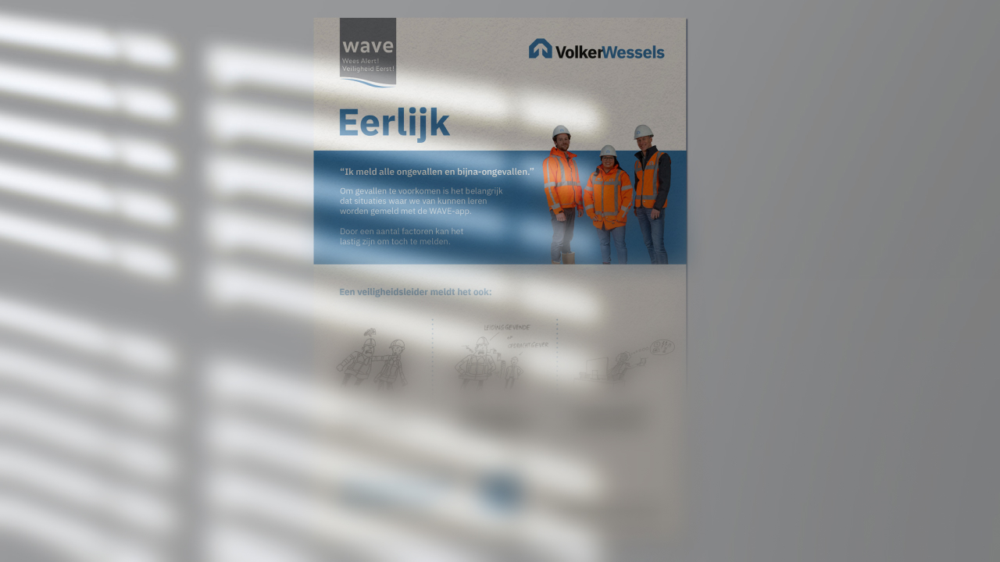 wave
Wees Alert!
Veiligheid Eerst!
VolkerWessels
Eerlijk
“Ik meld alle ongevallen en bijna-ongevallen.”
Om gevallen te voorkomen is het belangrijk
dat situaties waar we van kunnen leren
worden gemeld met de WAVE-app.
Door een aantal factoren kan het
lastig zijn om toch te melden.
Een veiligheidsleider meldt het ook:
LEIDINGGEVENDE
OPDRACHTGEVER